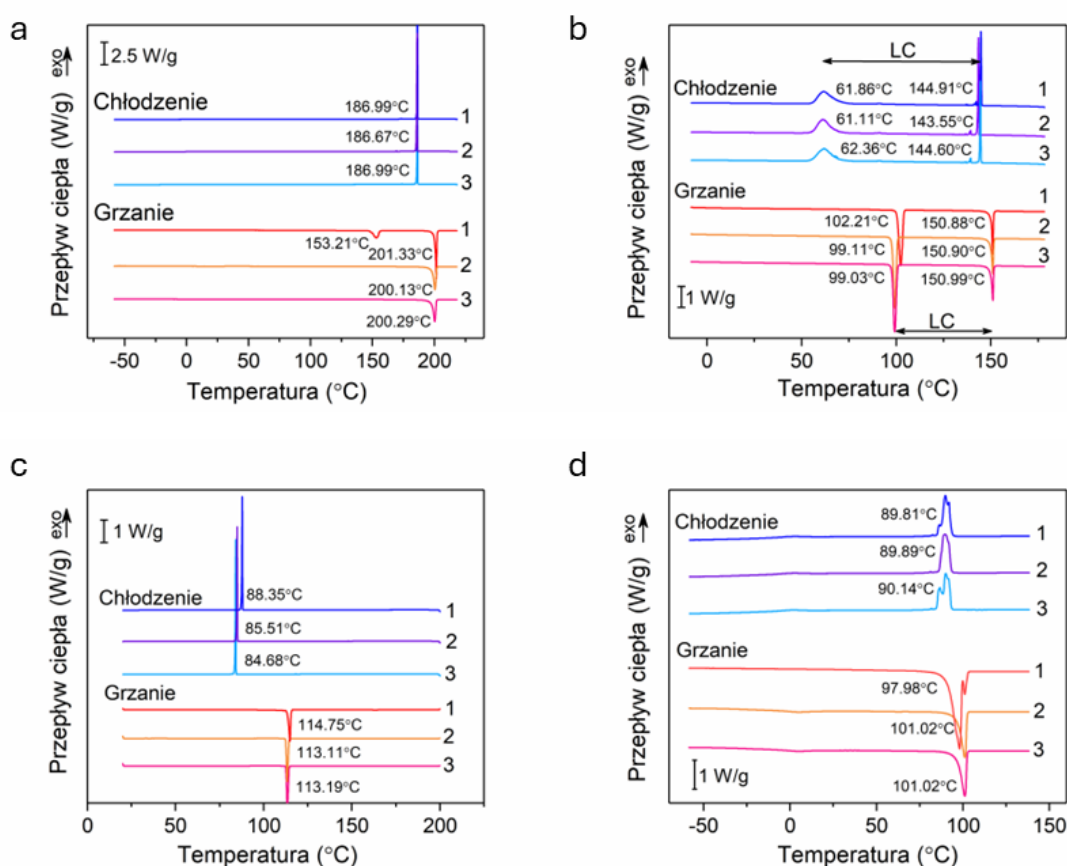 a
Przepływ ciepła (W/g) exo
2.5 W/g
Chłodzenie
186.99°C
1
186.67°C
2
186.99°C
3
Grzanie
1
153.21°C
201.33°C
2
200.13°C
3
200.29°C
-50 0 50 100 150 200
Temperatura (°C)
b
Przepływ ciepła (W/g) exo
LC
Chłodzenie
61.86°C 144.91°C
1
61.11°C 143.55°C
2
62.36°C 144.60°C
3
Grzanie
1
102.21°C 150.88°C
2
99.11°C 150.90°C
3
99.03°C 150.99°C
1 W/g
LC
0 50 100 150
Temperatura (°C)
c
Przepływ ciepła (W/g) exo
1 W/g
Chłodzenie
88.35°C
1
85.51°C
2
84.68°C
3
Grzanie
1
114.75°C
2
113.11°C
3
113.19°C
0 50 100 150 200
Temperatura (°C)
d
Przepływ ciepła (W/g) exo
Chłodzenie
89.81°C
1
89.89°C
2
90.14°C
3
Grzanie
1
97.98°C
2
101.02°C
3
101.02°C
1 W/g
-50 0 50 100 150
Temperatura (°C)